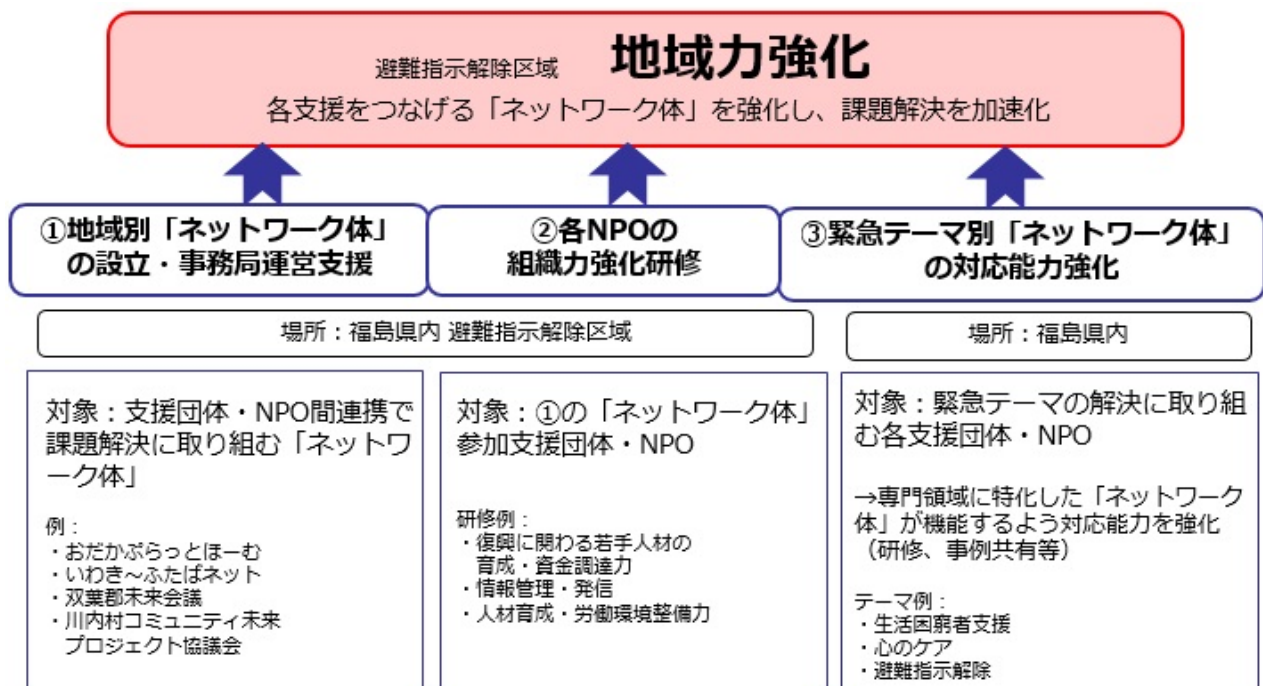 避難指示解除区域 地域力強化
各支援をつなげる「ネットワーク体」を強化し、課題解決を加速化
①地域別「ネットワーク体」
の設立・事務局運営支援
②各NPOの
組織力強化研修
③緊急テーマ別「ネットワーク体」
の対応能力強化
場所：福島県内 避難指示解除区域
場所：福島県内
対象：支援団体・NPO間連携で
課題解決に取り組む「ネットワ
ーク体」
例：
・おだかぷらっとほーむ
・いわき～ふたばネット
・双葉郡未来会議
・川内村コミュニティ未来
プロジェクト協議会
対象：①の「ネットワーク体」
参加支援団体・NPO
研修例：
・復興に関わる若手人材の
育成・資金調達力
・情報管理・発信
・人材育成・労働環境整備力
対象：緊急テーマの解決に取り組
む各支援団体・NPO
→専門領域に特化した「ネットワーク
体」が機能するよう対応能力を強化
（研修、事例共有等）
テーマ例：
・生活困窮者支援
・心のケア
・避難指示解除